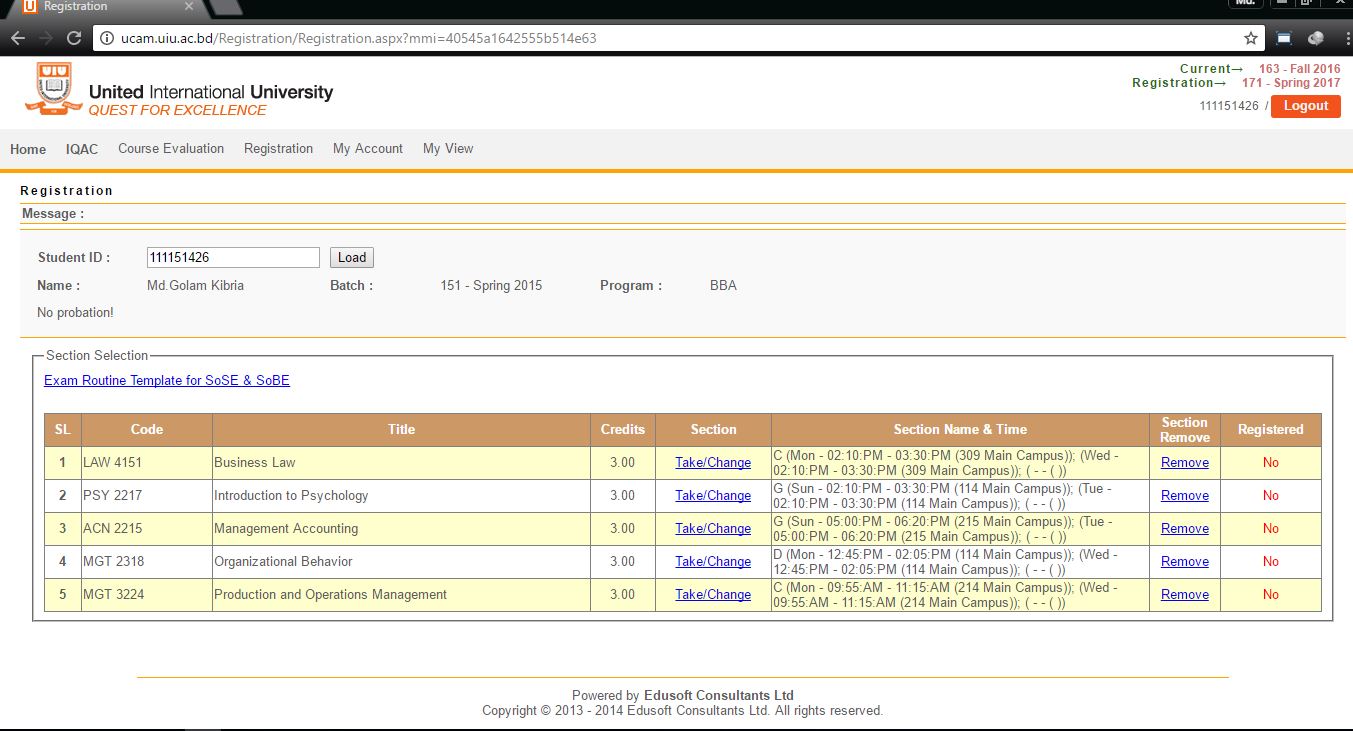 Registration
Md.
ucam.uiu.ac.bd/Registration/Registration.aspx?mmi=40545a1642555b514e63
United International University
QUEST FOR EXCELLENCE
Current→ 163 - Fall 2016
Registration→ 171 - Spring 2017
111151426 / Logout
Home IQAC Course Evaluation Registration My Account My View
Registration
Message :
Student ID : 111151426 Load
Name : Md.Golam Kibria Batch : 151 - Spring 2015 Program : BBA
No probation!
Section Selection
Exam Routine Template for SoSE & SoBE
SL Code Title Credits Section Section Name & Time Section Remove Registered
1 LAW 4151 Business Law 3.00 Take/Change C (Mon - 02:10:PM - 03:30:PM (309 Main Campus)); (Wed - 02:10:PM - 03:30:PM (309 Main Campus)); ( - - ( )) Remove No
2 PSY 2217 Introduction to Psychology 3.00 Take/Change G (Sun - 02:10:PM - 03:30:PM (114 Main Campus)); (Tue - 02:10:PM - 03:30:PM (114 Main Campus)); ( - - ( )) Remove No
3 ACN 2215 Management Accounting 3.00 Take/Change G (Sun - 05:00:PM - 06:20:PM (215 Main Campus)); (Tue - 05:00:PM - 06:20:PM (215 Main Campus)); ( - - ( )) Remove No
4 MGT 2318 Organizational Behavior 3.00 Take/Change D (Mon - 12:45:PM - 02:05:PM (114 Main Campus)); (Wed - 12:45:PM - 02:05:PM (114 Main Campus)); ( - - ( )) Remove No
5 MGT 3224 Production and Operations Management 3.00 Take/Change C (Mon - 09:55:AM - 11:15:AM (214 Main Campus)); (Wed - 09:55:AM - 11:15:AM (214 Main Campus)); ( - - ( )) Remove No
Powered by Edusoft Consultants Ltd
Copyright © 2013 - 2014 Edusoft Consultants Ltd. All rights reserved.